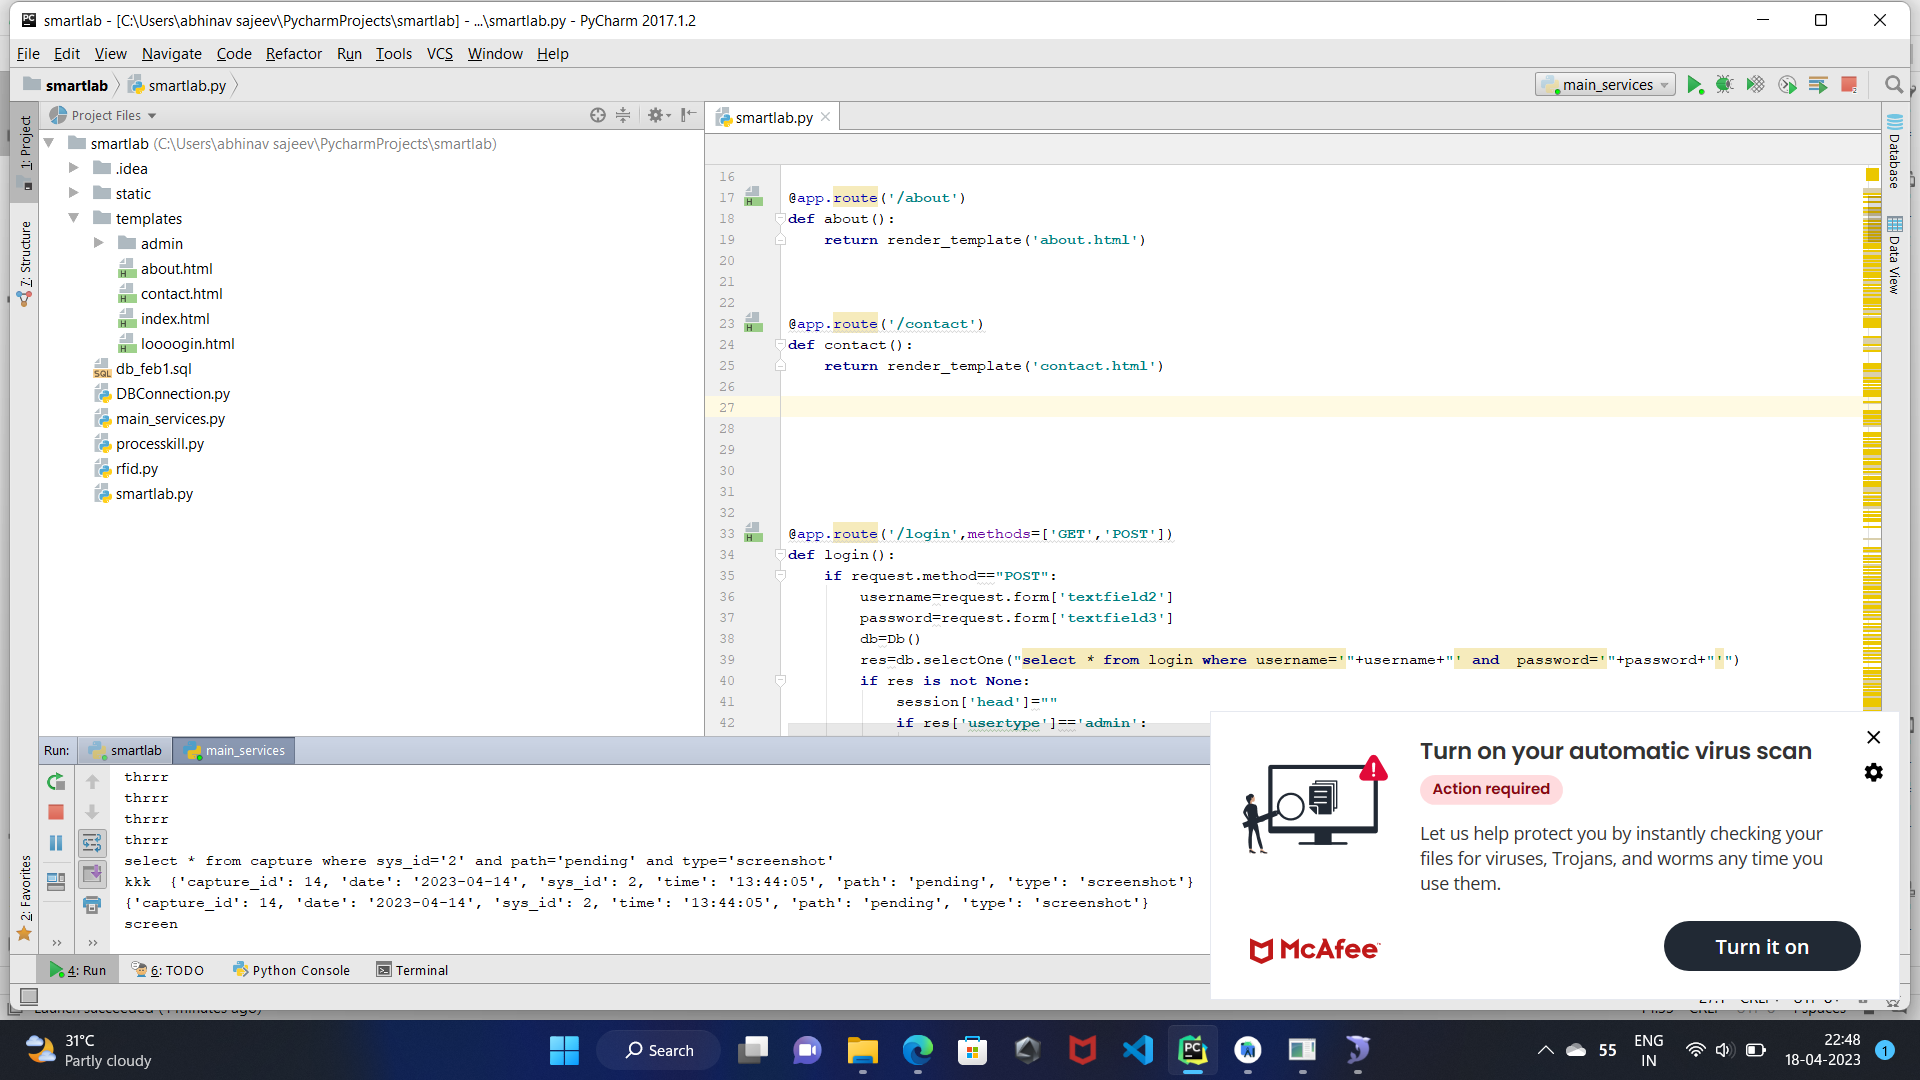 smartlab - [C:\Users\abhinav sajeev\PycharmProjects\smartlab] - ...\smartlab.py - PyCharm 2017.1.2
File Edit View Navigate Code Refactor Run Tools VCS Window Help
smartlab smartlab.py
main_services
Project Files
smartlab.py
1: Project
7: Structure
2: Favorites
Database
Data View
smartlab (C:\Users\abhinav sajeev\PycharmProjects\smartlab)
.idea
static
templates
admin
about.html
contact.html
index.html
loooogin.html
db_feb1.sql
DBConnection.py
main_services.py
processkill.py
rfid.py
smartlab.py
16
17 @app.route('/about')
18 def about():
19 return render_template('about.html')
20
21
22
23 @app.route('/contact')
24 def contact():
25 return render_template('contact.html')
26
27
28
29
30
31
32
33 @app.route('/login',methods=['GET','POST'])
34 def login():
35 if request.method=="POST":
36 username=request.form['textfield2']
37 password=request.form['textfield3']
38 db=Db()
39 res=db.selectOne("select * from login where username='"+username+"' and  password='"+password+"'")
40 if res is not None:
41 session['head']=""
42 if res['usertype']=='admin':
Run: smartlab main_services
thrrr
thrrr
thrrr
thrrr
select * from capture where sys_id='2' and path='pending' and type='screenshot'
kkk  {'capture_id': 14, 'date': '2023-04-14', 'sys_id': 2, 'time': '13:44:05', 'path': 'pending', 'type': 'screenshot'}
{'capture_id': 14, 'date': '2023-04-14', 'sys_id': 2, 'time': '13:44:05', 'path': 'pending', 'type': 'screenshot'}
screen
4: Run 6: TODO Python Console Terminal
Turn on your automatic virus scan
Action required
Let us help protect you by instantly checking your
files for viruses, Trojans, and worms any time you
use them.
McAfee
Turn it on
31°C
Partly cloudy
Search
55
ENG
IN
22:48
18-04-2023
1